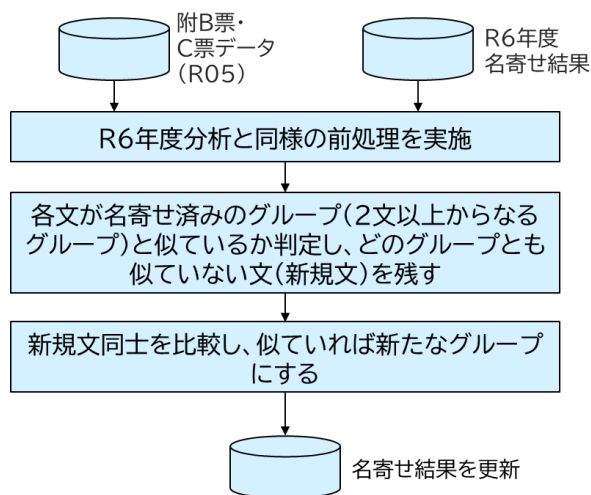 附B票・
C票データ
（R05）
R6年度
名寄せ結果
R6年度分析と同様の前処理を実施
各文が名寄せ済みのグループ（2文以上からなる
グループ）と似ているか判定し、どのグループとも
似ていない文（新規文）を残す
新規文同士を比較し、似ていれば新たなグループ
にする
名寄せ結果を更新